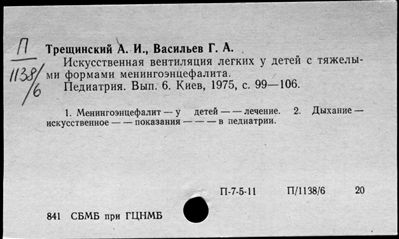 П
1138/6
Трещинский А. И., Васильев Г. А.
Искусственная вентиляция легких у детей с тяжелы-
ми формами менингоэнцефалита.
Педиатрия. Вып. 6. Киев, 1975, с. 99—106.
1. Менингоэнцефалит — у детей — — лечение. 2. Дыхание —
искусственное — — показания — — — в педиатрии.
П-7-5-11 П/1138/6 20
841 СБМБ при ГЦНМБ